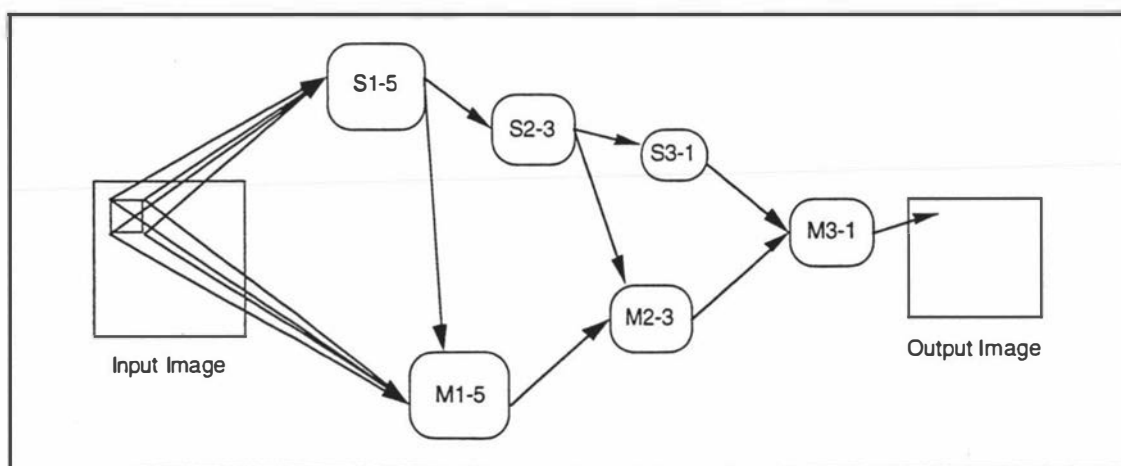 S1-5
S2-3
S3-1
M3-1
M2-3
M1-5
Input Image
Output Image